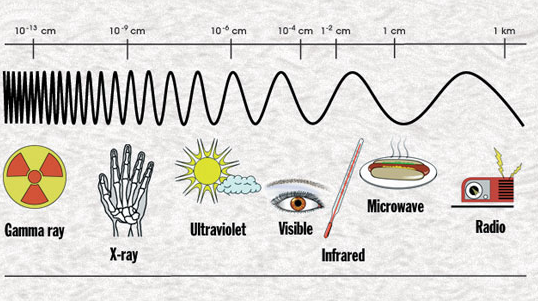 10⁻¹³ cm 10⁻⁹ cm 10⁻⁶ cm 10⁻⁴ cm 1⁻² cm 1 cm 1 km
Gamma ray
X-ray
Ultraviolet
Visible
Infrared
Microwave
Radio